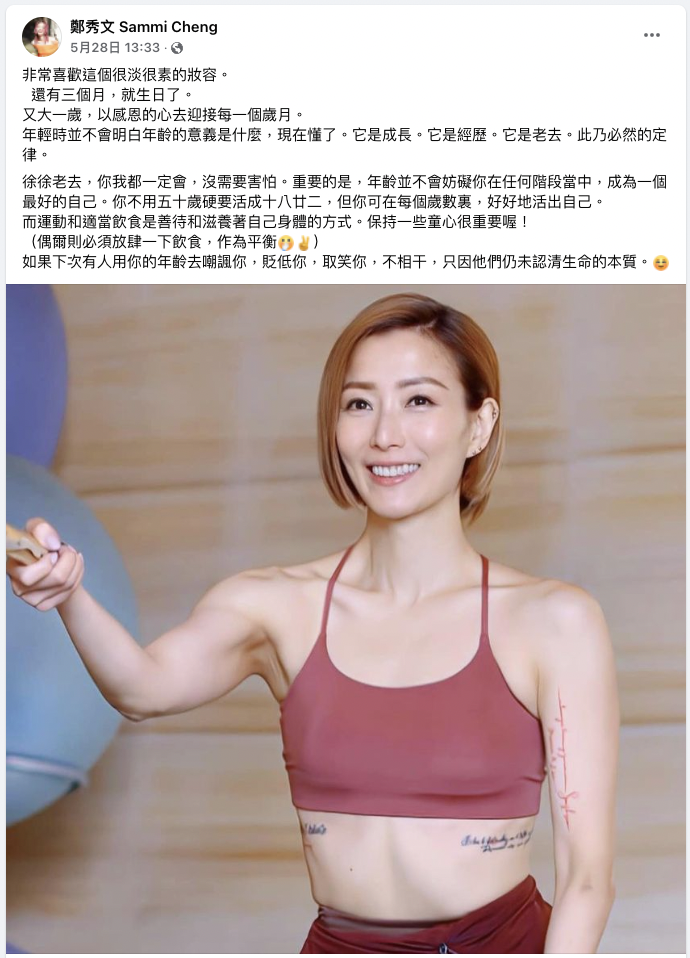 鄭秀文 Sammi Cheng
5月28日 13:33 ·
非常喜歡這個很淡很素的妝容。
還有三個月，就生日了。
又大一歲，以感恩的心去迎接每一個歲月。
年輕時並不會明白年齡的意義是什麼，現在懂了。它是成長。它是經歷。它是老去。此乃必然的定
律。
徐徐老去，你我都一定會，沒需要害怕。重要的是，年齡並不會妨礙你在任何階段當中，成為一個
最好的自己。你不用五十歲硬要活成十八廿二，但你可在每個歲數裏，好好地活出自己。
而運動和適當飲食是善待和滋養著自己身體的方式。保持一些童心很重要喔！
（偶爾則必須放肆一下飲食，作為平衡🤭✌️）
如果下次有人用你的年齡去嘲諷你，貶低你，取笑你，不相干，只因他們仍未認清生命的本質。😌